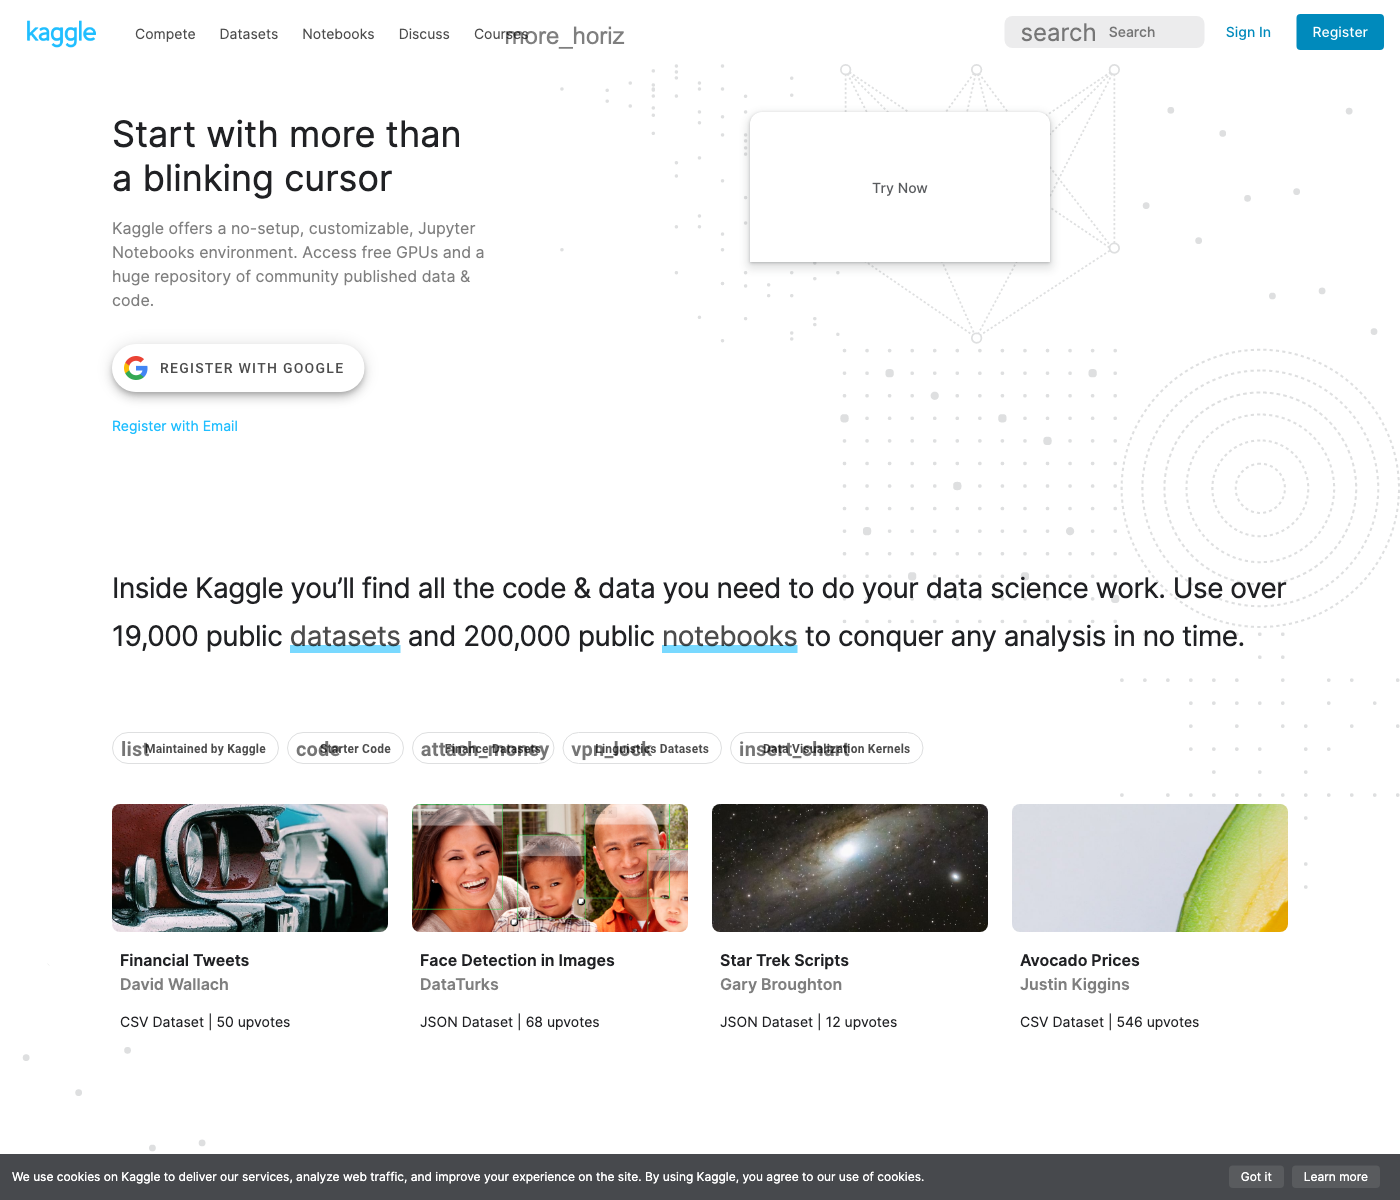 kaggle
Compete Datasets Notebooks Discuss Courses more_horiz
search Search Sign In Register
Start with more than
a blinking cursor
Kaggle offers a no-setup, customizable, Jupyter
Notebooks environment. Access free GPUs and a
huge repository of community published data &
code.
Try Now
REGISTER WITH GOOGLE
Register with Email
Inside Kaggle you’ll find all the code & data you need to do your data science work. Use over
19,000 public datasets and 200,000 public notebooks to conquer any analysis in no time.
list Maintained by Kaggle
code Starter Code
attach_money Finance Datasets
vpn_lock Linguistics Datasets
insert_chart Data Visualization Kernels
Financial Tweets
David Wallach
CSV Dataset | 50 upvotes
Face Detection in Images
DataTurks
JSON Dataset | 68 upvotes
Star Trek Scripts
Gary Broughton
JSON Dataset | 12 upvotes
Avocado Prices
Justin Kiggins
CSV Dataset | 546 upvotes
We use cookies on Kaggle to deliver our services, analyze web traffic, and improve your experience on the site. By using Kaggle, you agree to our use of cookies.
Got it Learn more